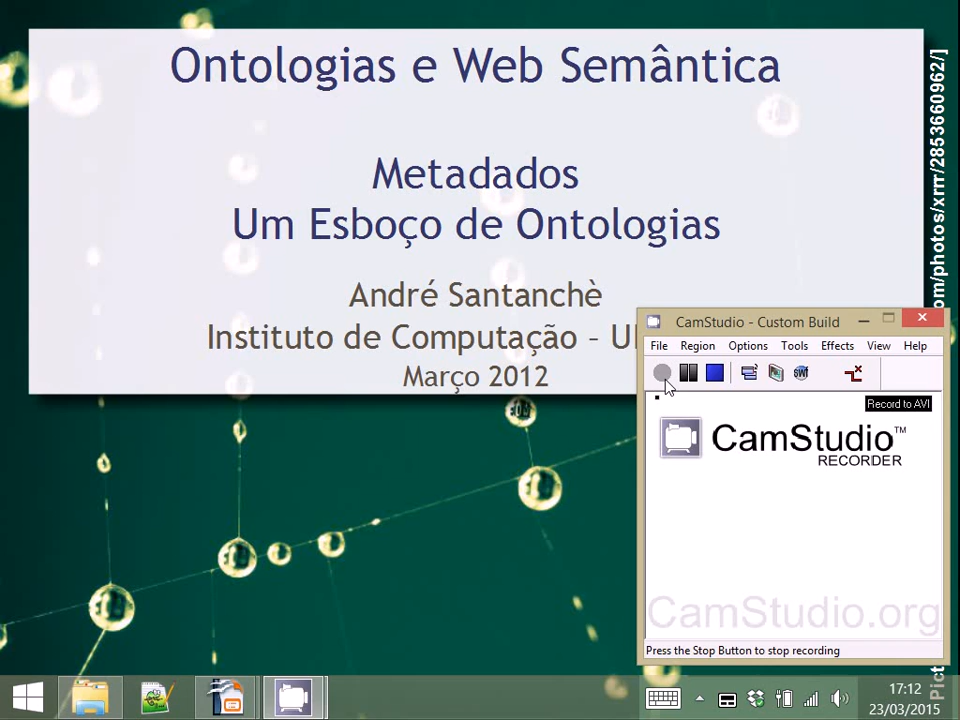 Ontologias e Web Semântica
Metadados
Um Esboço de Ontologias
André Santanchè
Instituto de Computação –
Março 2012
om/photos/xrrr/2853660962/]
CamStudio - Custom Build
File Region Options Tools Effects View Help
SWF
Record to AVI
CamStudio™
RECORDER
CamStudio.org
Press the Stop Button to stop recording
Pict
17:12
23/03/2015